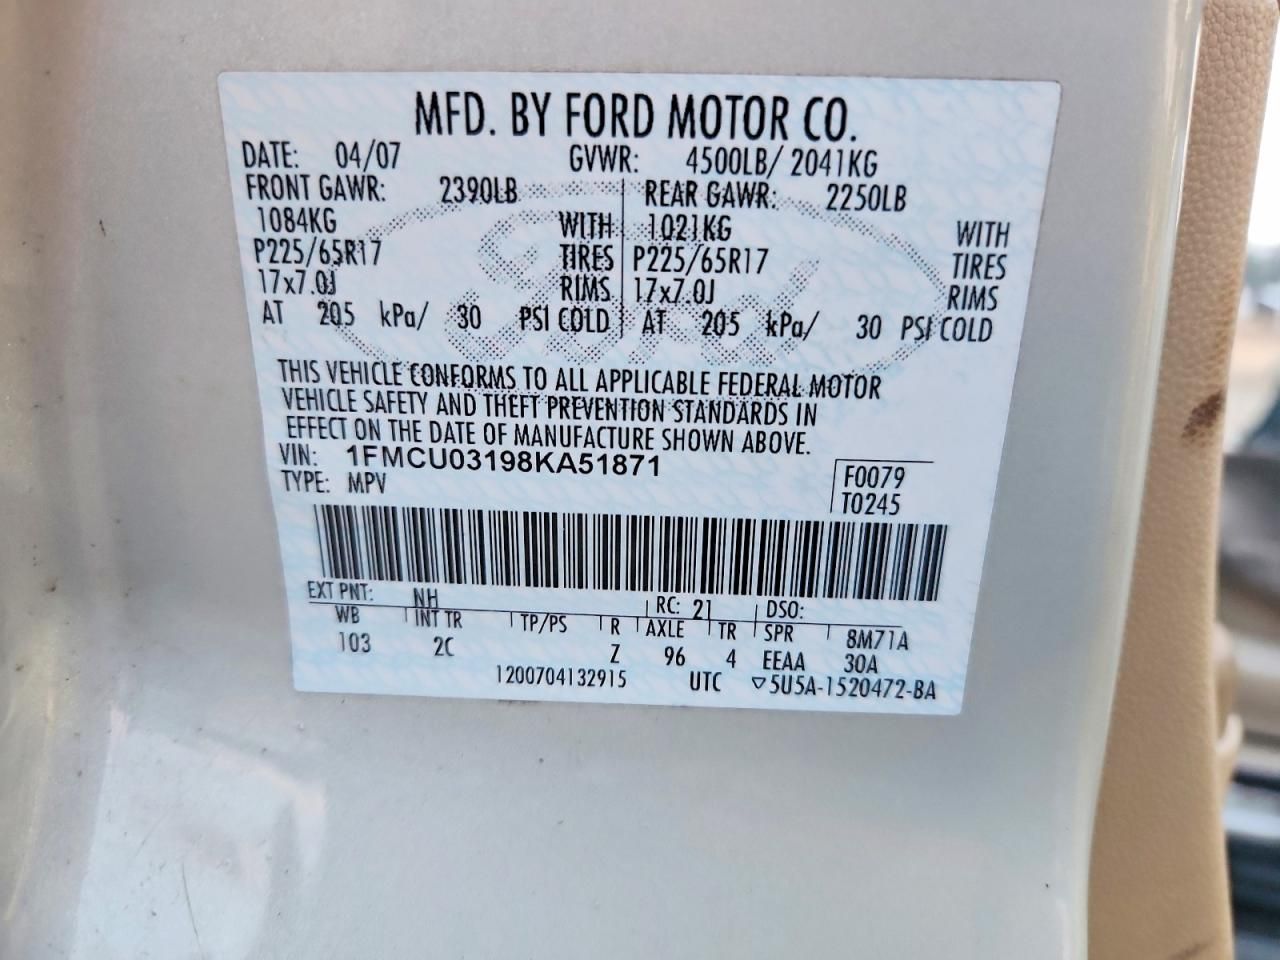 MFD. BY FORD MOTOR CO.
DATE: 04/07 GVWR: 4500LB/ 2041KG
FRONT GAWR: 2390LB REAR GAWR: 2250LB
1084KG WITH 1021KG WITH
P225/65R17 TIRES P225/65R17 TIRES
17x7.0J RIMS 17x7.0J RIMS
AT 205 kPa/ 30 PSI COLD AT 205 kPa/ 30 PSI COLD
Ford
THIS VEHICLE CONFORMS TO ALL APPLICABLE FEDERAL MOTOR
VEHICLE SAFETY AND THEFT PREVENTION STANDARDS IN
EFFECT ON THE DATE OF MANUFACTURE SHOWN ABOVE.
VIN: 1FMCU03198KA51871
TYPE: MPV
F0079
T0245
EXT PNT: NH RC: 21 DSO:
WB INT TR TP/PS R AXLE TR SPR 8M71A
103 2C Z 96 4 EEAA 30A
1200704132915 UTC ▽5U5A-1520472-BA